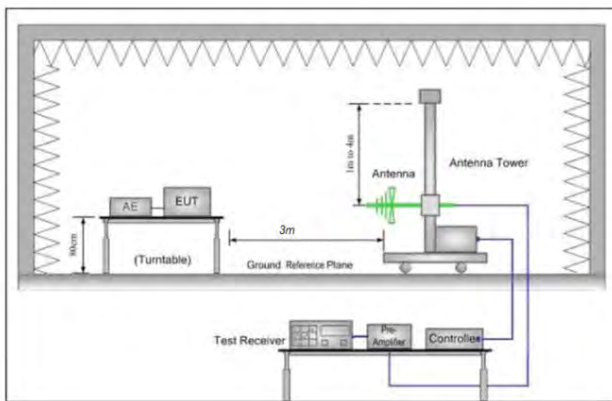 1m to 4m
Antenna
Antenna Tower
AE
EUT
80cm
(Turntable)
3m
Ground Reference Plane
Test Receiver
Pre-
Amplifier
Controller